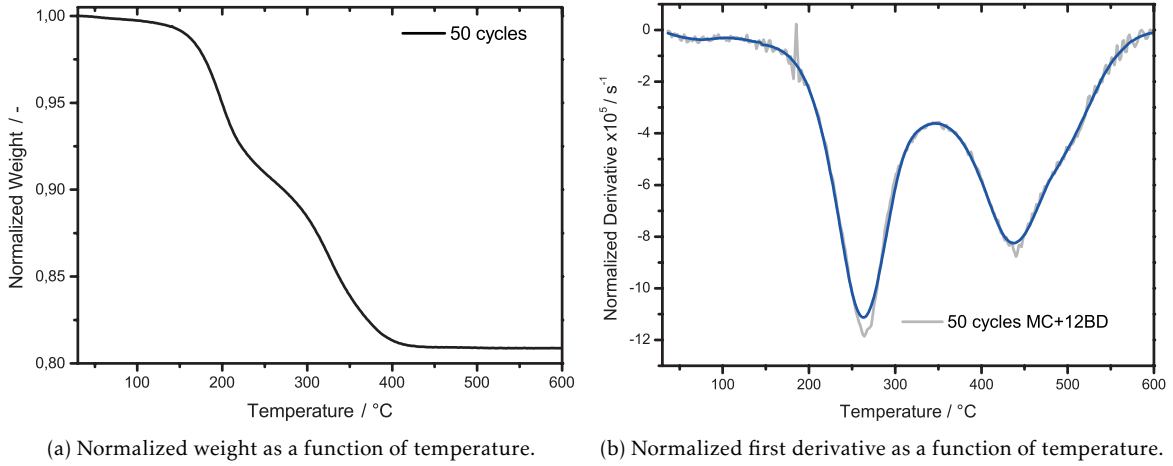 1,00
0,95
0,90
0,85
0,80
Normalized Weight / -
50 cycles
100 200 300 400 500 600
Temperature / °C
(a) Normalized weight as a function of temperature.
0
-2
-4
-6
-8
-10
-12
Normalized Derivative x10⁵ / s⁻¹
50 cycles MC+12BD
100 200 300 400 500 600
Temperature / °C
(b) Normalized first derivative as a function of temperature.